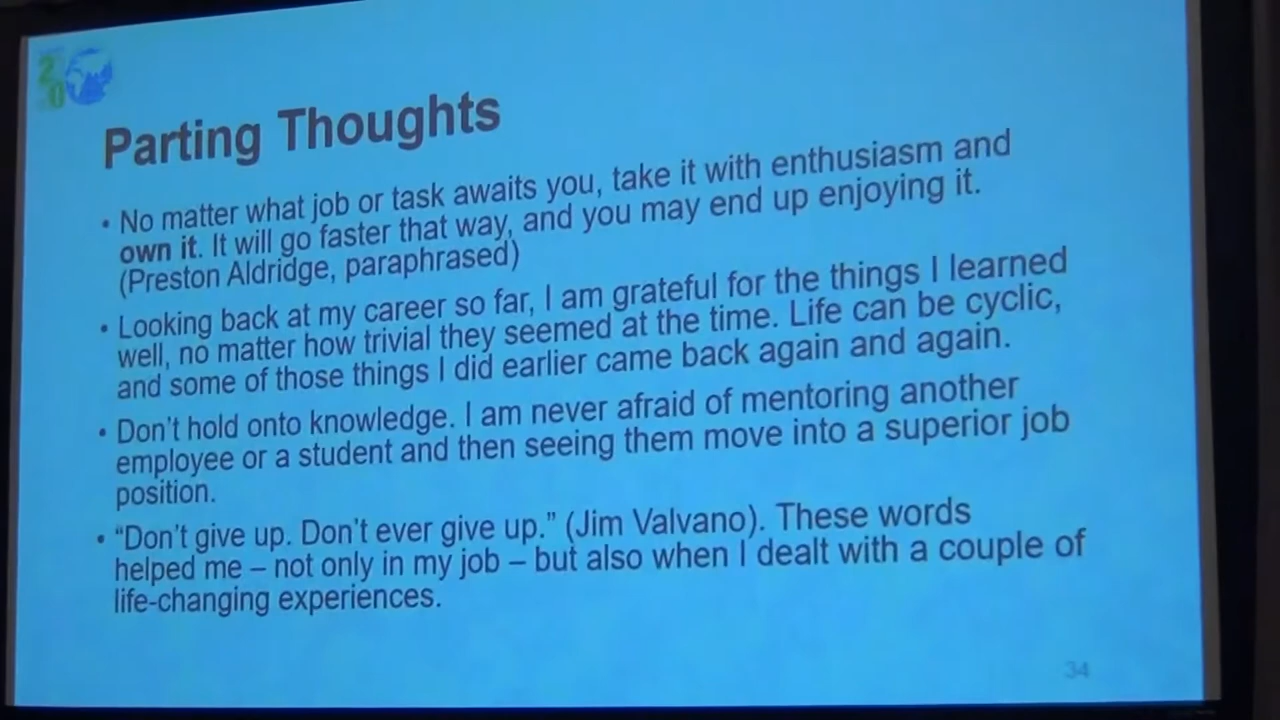 20
Parting Thoughts
• No matter what job or task awaits you, take it with enthusiasm and
own it. It will go faster that way, and you may end up enjoying it.
(Preston Aldridge, paraphrased)
• Looking back at my career so far, I am grateful for the things I learned
well, no matter how trivial they seemed at the time. Life can be cyclic,
and some of those things I did earlier came back again and again.
• Don't hold onto knowledge. I am never afraid of mentoring another
employee or a student and then seeing them move into a superior job
position.
• “Don't give up. Don't ever give up.” (Jim Valvano). These words
helped me – not only in my job – but also when I dealt with a couple of
life-changing experiences.
34